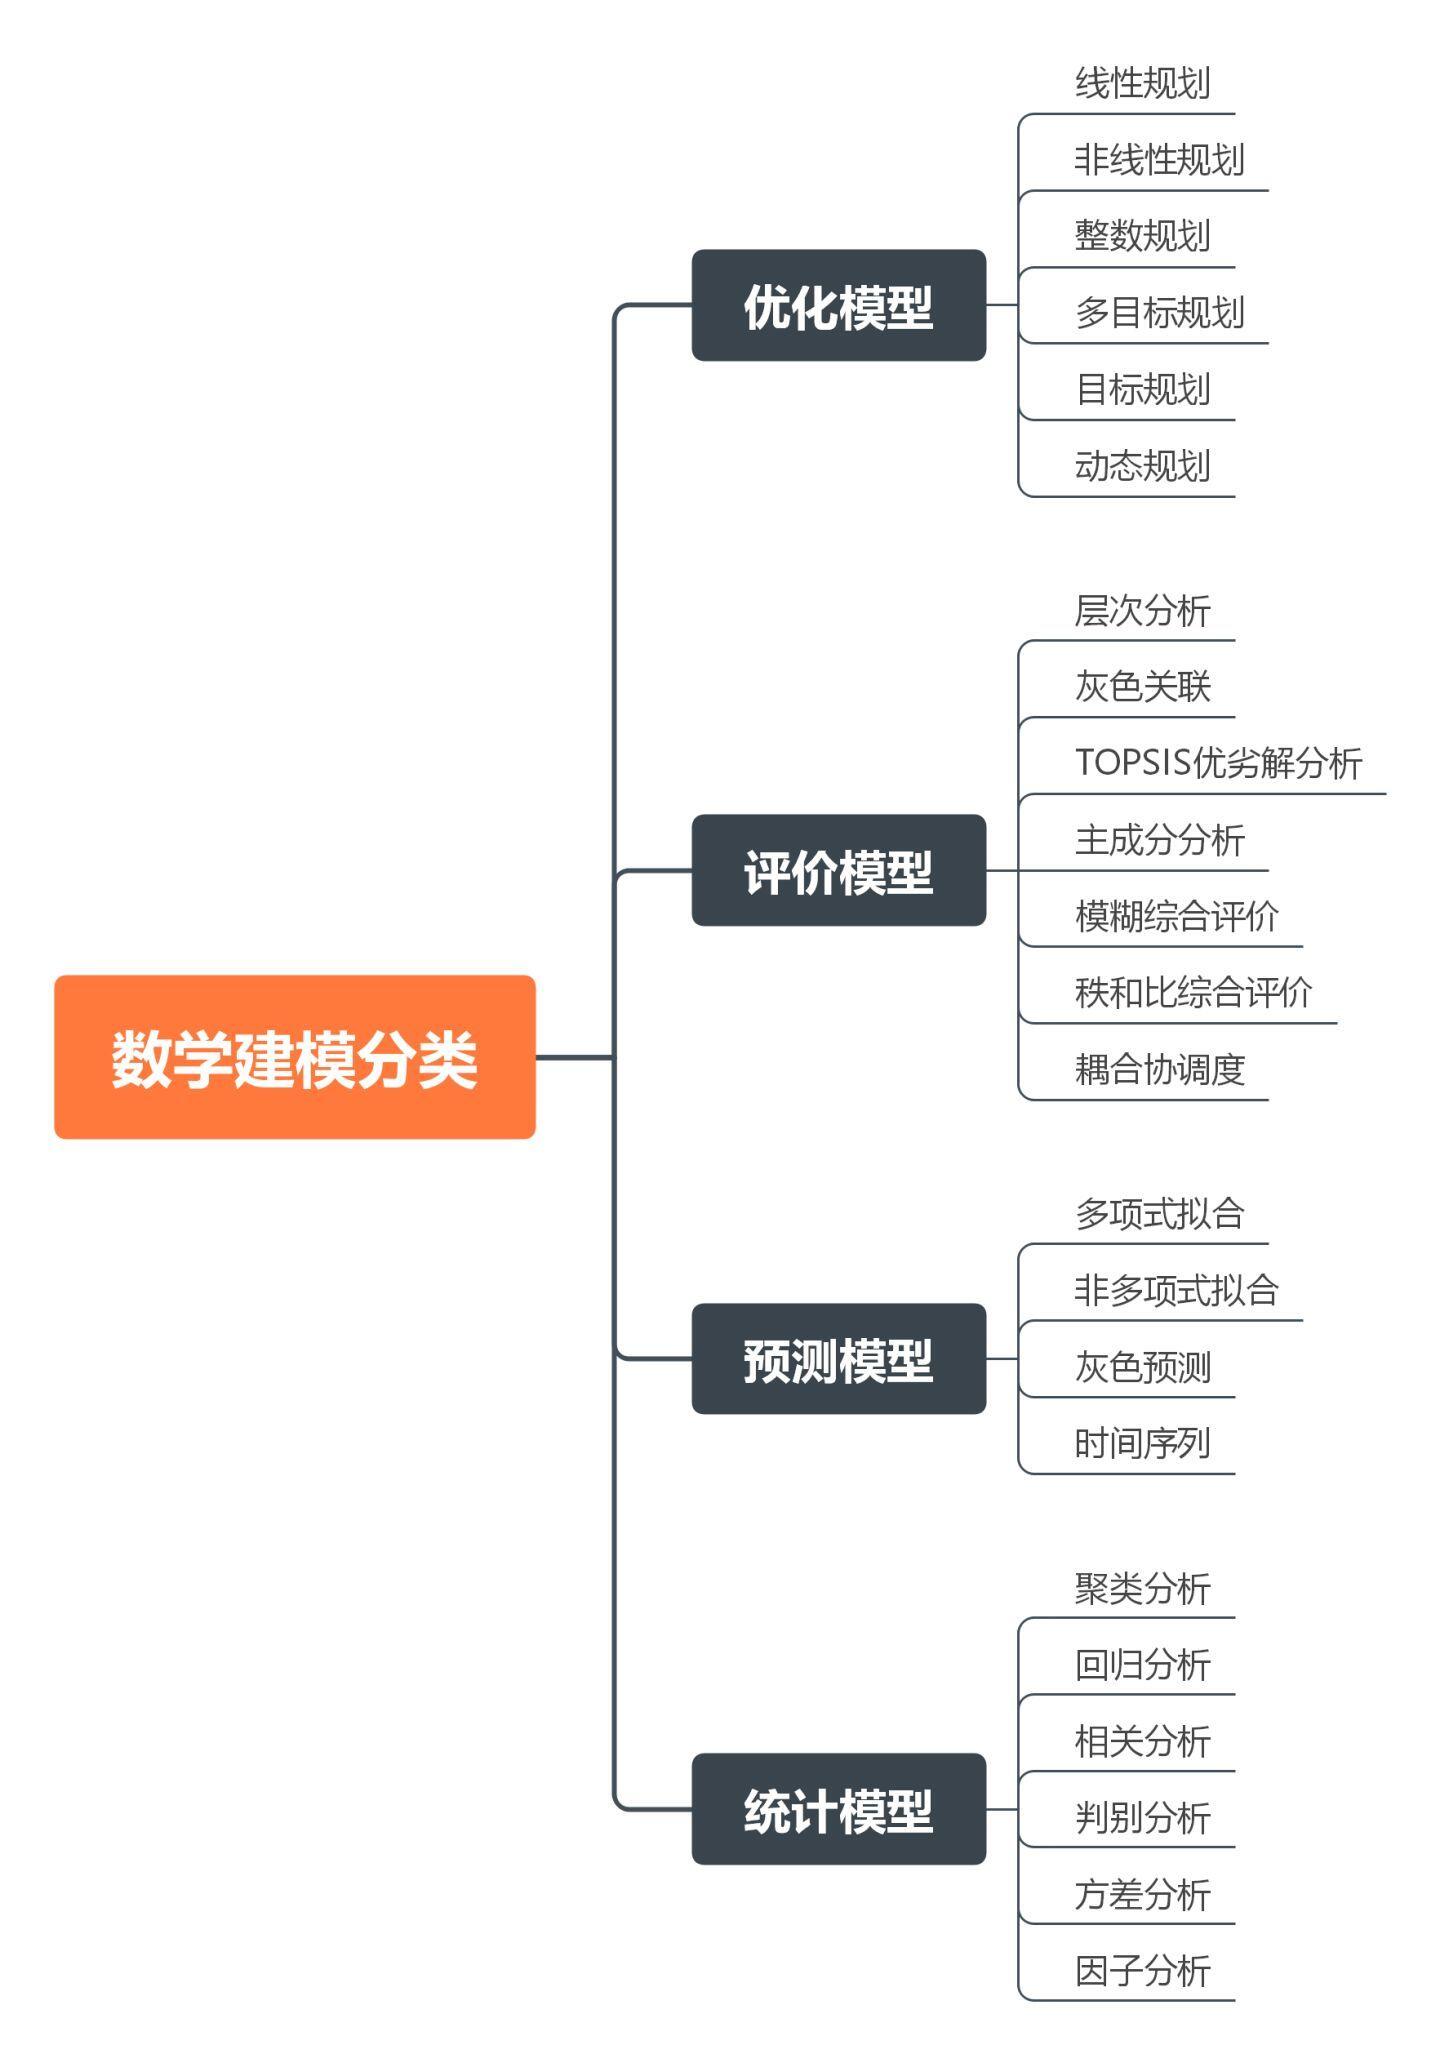 数学建模分类
优化模型
线性规划
非线性规划
整数规划
多目标规划
目标规划
动态规划
评价模型
层次分析
灰色关联
TOPSIS优劣解分析
主成分分析
模糊综合评价
秩和比综合评价
耦合协调度
预测模型
多项式拟合
非多项式拟合
灰色预测
时间序列
统计模型
聚类分析
回归分析
相关分析
判别分析
方差分析
因子分析